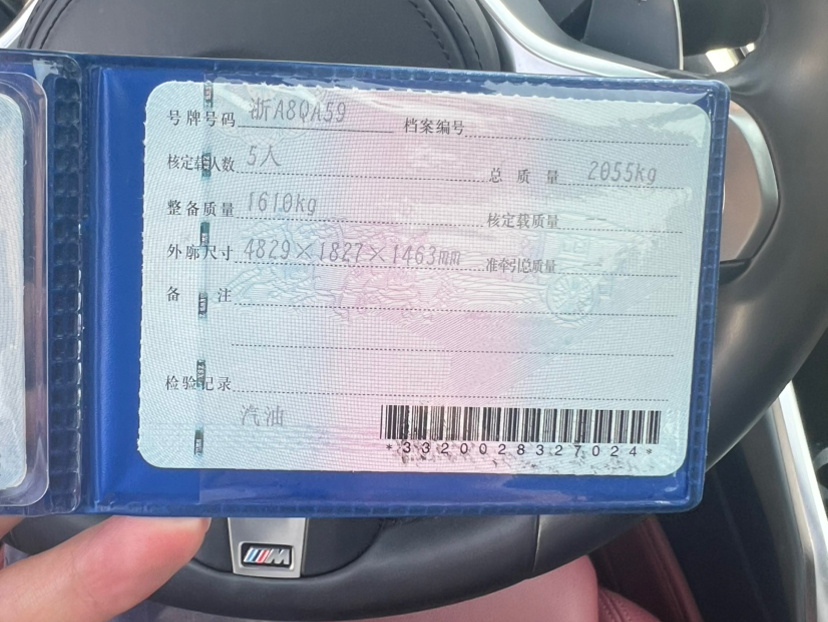 号牌号码 浙A8QA59 档案编号
核定载人数 5人 总质量 2055kg
整备质量 1610kg 核定载质量 --
外廓尺寸 4829×1827×1463mm 准牵引总质量 --
备注
检验记录
汽油
*3320028327024*
M